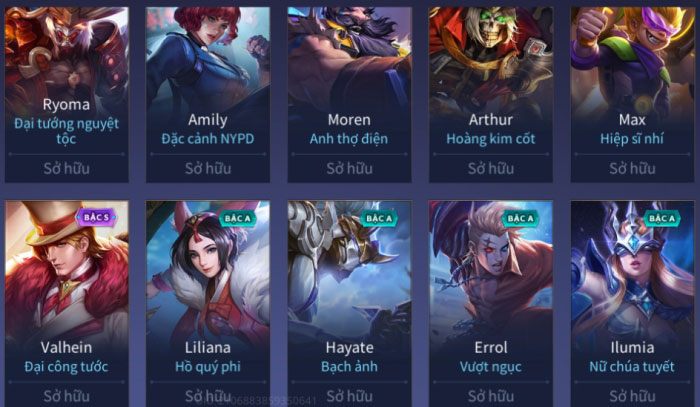 Ryoma
Đại tướng nguyệt
tộc
Sở hữu
Amily
Đặc cảnh NYPD
Sở hữu
Moren
Anh thợ điện
Sở hữu
Arthur
Hoàng kim cốt
Sở hữu
Max
Hiệp sĩ nhí
Sở hữu
BẬC S
Valhein
Đại công tước
Sở hữu
BẬC A
Liliana
Hồ quý phi
Sở hữu
BẬC A
Hayate
Bạch ảnh
Sở hữu
BẬC A
Errol
Vượt ngục
Sở hữu
BẬC A
Ilumia
Nữ chúa tuyết
Sở hữu